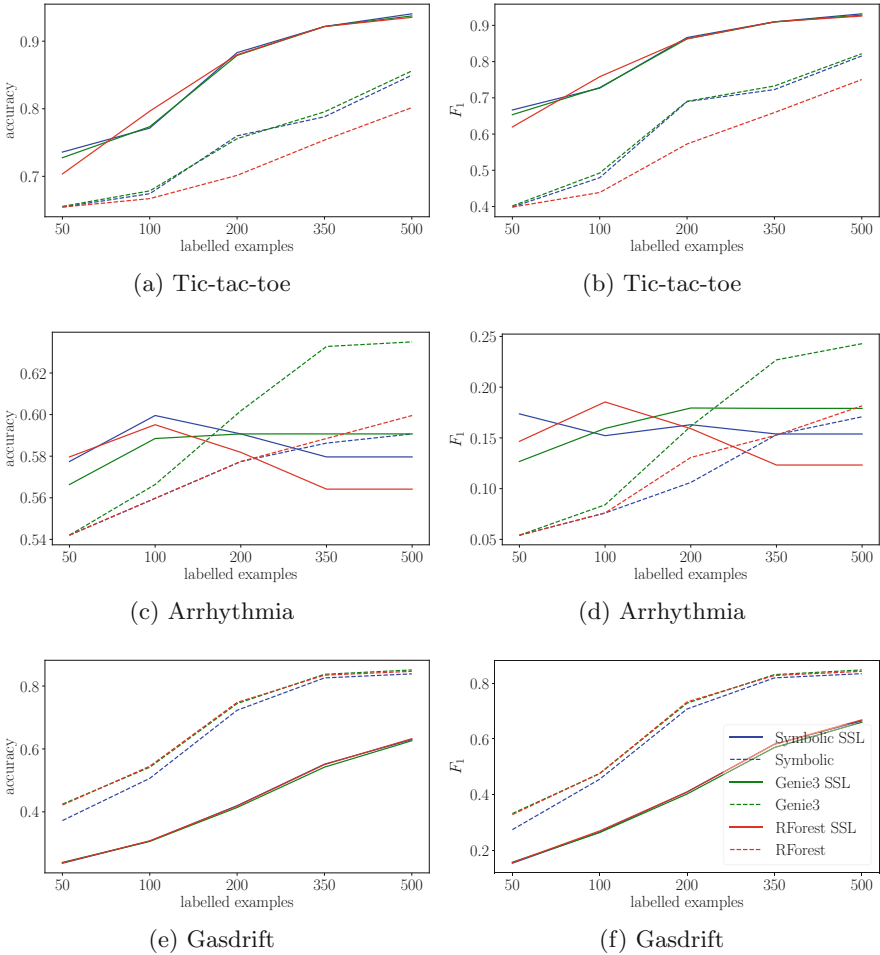 0.9
0.8
0.7
accuracy
50 100 200 350 500
labelled examples
(a) Tic-tac-toe
0.9
0.8
0.7
0.6
0.5
0.4
F1
50 100 200 350 500
labelled examples
(b) Tic-tac-toe
0.62
0.60
0.58
0.56
0.54
accuracy
50 100 200 350 500
labelled examples
(c) Arrhythmia
0.25
0.20
0.15
0.10
0.05
F1
50 100 200 350 500
labelled examples
(d) Arrhythmia
0.8
0.6
0.4
accuracy
50 100 200 350 500
labelled examples
(e) Gasdrift
0.8
0.6
0.4
0.2
F1
Symbolic SSL
Symbolic
Genie3 SSL
Genie3
RForest SSL
RForest
50 100 200 350 500
labelled examples
(f) Gasdrift